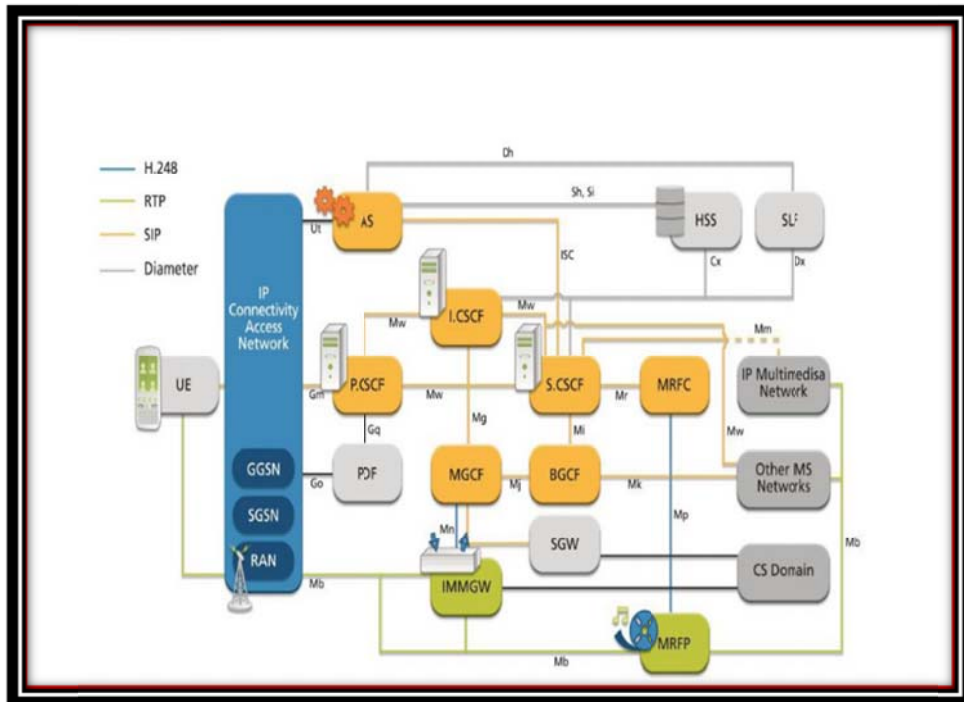 H.248
RTP
SIP
Diameter
Dh
Sh, Si
AS
HSS
SLF
Ut
ISC
Cx
Dx
IP
Connectivity
Access
Network
I.CSCF
Mw
Mw
Mm
UE
P.CSCF
S.CSCF
MRFC
IP Multimedisa
Network
Gm
Mw
Mr
Gq
Mg
Mi
Mw
GGSN
PDF
MGCF
BGCF
Other MS
Networks
Go
Mj
Mk
SGSN
Mn
Mp
Mb
SGW
RAN
CS Domain
Mb
IMMGW
MRFP
Mb